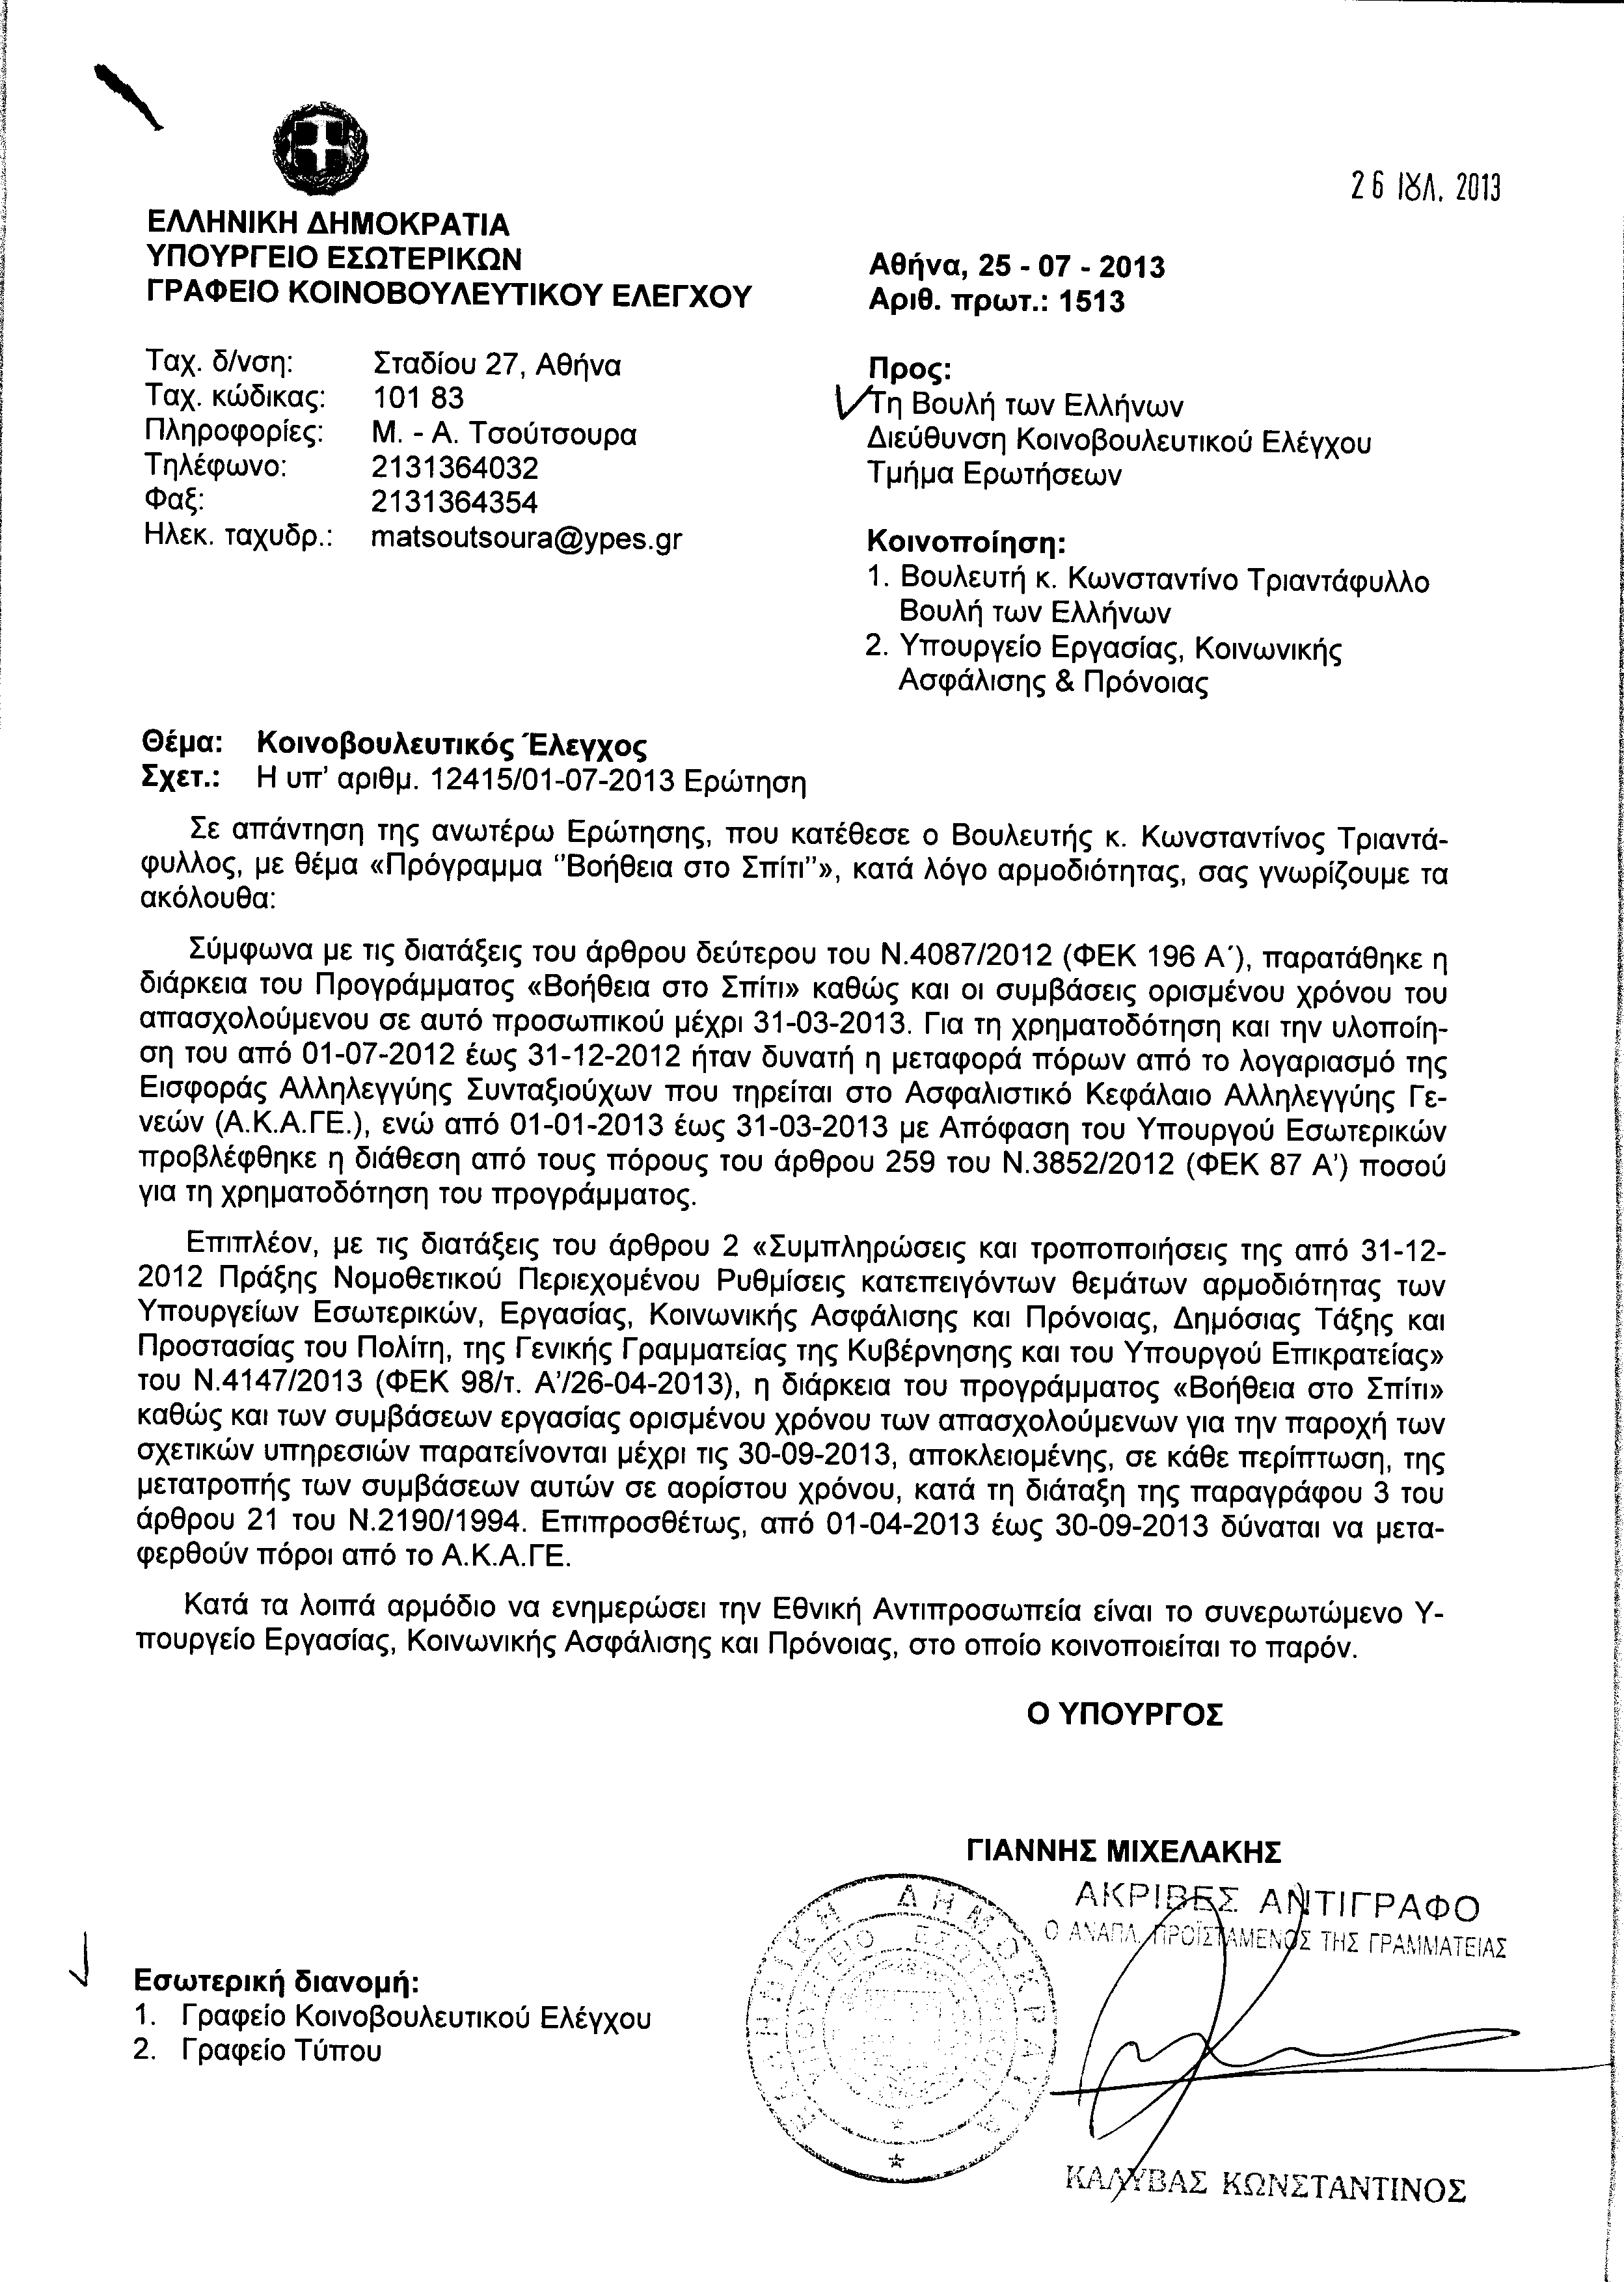 26 ΙΟΥΛ. 2013
ΕΛΛΗΝΙΚΗ ΔΗΜΟΚΡΑΤΙΑ
ΥΠΟΥΡΓΕΙΟ ΕΣΩΤΕΡΙΚΩΝ
ΓΡΑΦΕΙΟ ΚΟΙΝΟΒΟΥΛΕΥΤΙΚΟΥ ΕΛΕΓΧΟΥ
Αθήνα, 25 - 07 - 2013
Αριθ. πρωτ.: 1513
Ταχ. δ/νση: Σταδίου 27, Αθήνα
Ταχ. κώδικας: 101 83
Πληροφορίες: Μ. - Α. Τσούτσουρα
Τηλέφωνο: 2131364032
Φαξ: 2131364354
Ηλεκ. ταχυδρ.: matsoutsoura@ypes.gr
Προς:
Τη Βουλή των Ελλήνων
Διεύθυνση Κοινοβουλευτικού Ελέγχου
Τμήμα Ερωτήσεων
Κοινοποίηση:
1. Βουλευτή κ. Κωνσταντίνο Τριαντάφυλλο
Βουλή των Ελλήνων
2. Υπουργείο Εργασίας, Κοινωνικής
Ασφάλισης & Πρόνοιας
Θέμα: Κοινοβουλευτικός Έλεγχος
Σχετ.: Η υπ’ αριθμ. 12415/01-07-2013 Ερώτηση
Σε απάντηση της ανωτέρω Ερώτησης, που κατέθεσε ο Βουλευτής κ. Κωνσταντίνος Τριαντά-
φυλλος, με θέμα «Πρόγραμμα “Βοήθεια στο Σπίτι”», κατά λόγο αρμοδιότητας, σας γνωρίζουμε τα
ακόλουθα:
Σύμφωνα με τις διατάξεις του άρθρου δεύτερου του Ν.4087/2012 (ΦΕΚ 196 Α΄), παρατάθηκε η
διάρκεια του Προγράμματος «Βοήθεια στο Σπίτι» καθώς και οι συμβάσεις ορισμένου χρόνου του
απασχολούμενου σε αυτό προσωπικού μέχρι 31-03-2013. Για τη χρηματοδότηση και την υλοποίη-
ση του από 01-07-2012 έως 31-12-2012 ήταν δυνατή η μεταφορά πόρων από το λογαριασμό της
Εισφοράς Αλληλεγγύης Συνταξιούχων που τηρείται στο Ασφαλιστικό Κεφάλαιο Αλληλεγγύης Γε-
νεών (Α.Κ.Α.ΓΕ.), ενώ από 01-01-2013 έως 31-03-2013 με Απόφαση του Υπουργού Εσωτερικών
προβλέφθηκε η διάθεση από τους πόρους του άρθρου 259 του Ν.3852/2012 (ΦΕΚ 87 Α’) ποσού
για τη χρηματοδότηση του προγράμματος.
Επιπλέον, με τις διατάξεις του άρθρου 2 «Συμπληρώσεις και τροποποιήσεις της από 31-12-
2012 Πράξης Νομοθετικού Περιεχομένου Ρυθμίσεις κατεπειγόντων θεμάτων αρμοδιότητας των
Υπουργείων Εσωτερικών, Εργασίας, Κοινωνικής Ασφάλισης και Πρόνοιας, Δημόσιας Τάξης και
Προστασίας του Πολίτη, της Γενικής Γραμματείας της Κυβέρνησης και του Υπουργού Επικρατείας»
του Ν.4147/2013 (ΦΕΚ 98/τ. Α’/26-04-2013), η διάρκεια του προγράμματος «Βοήθεια στο Σπίτι»
καθώς και των συμβάσεων εργασίας ορισμένου χρόνου των απασχολούμενων για την παροχή των
σχετικών υπηρεσιών παρατείνονται μέχρι τις 30-09-2013, αποκλειομένης, σε κάθε περίπτωση, της
μετατροπής των συμβάσεων αυτών σε αορίστου χρόνου, κατά τη διάταξη της παραγράφου 3 του
άρθρου 21 του Ν.2190/1994. Επιπροσθέτως, από 01-04-2013 έως 30-09-2013 δύναται να μετα-
φερθούν πόροι από το Α.Κ.Α.ΓΕ.
Κατά τα λοιπά αρμόδιο να ενημερώσει την Εθνική Αντιπροσωπεία είναι το συνερωτώμενο Υ-
πουργείο Εργασίας, Κοινωνικής Ασφάλισης και Πρόνοιας, στο οποίο κοινοποιείται το παρόν.
Ο ΥΠΟΥΡΓΟΣ
ΓΙΑΝΝΗΣ ΜΙΧΕΛΑΚΗΣ
ΑΚΡΙΒΕΣ ΑΝΤΙΓΡΑΦΟ
Ο ΑΝΑΠΛ. ΠΡΟΪΣΤΑΜΕΝΟΣ ΤΗΣ ΓΡΑΜΜΑΤΕΙΑΣ
ΕΛΛΗΝΙΚΗ ΔΗΜΟΚΡΑΤΙΑ
ΥΠΟΥΡΓΕΙΟ ΕΣΩΤΕΡΙΚΩΝ
Εσωτερική διανομή:
1. Γραφείο Κοινοβουλευτικού Ελέγχου
2. Γραφείο Τύπου
ΚΑΛΥΒΑΣ ΚΩΝΣΤΑΝΤΙΝΟΣ